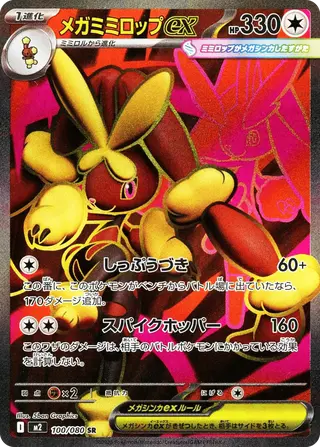 1進化
メガミミロップex
HP330
ミミロルから進化
ミミロップがメガシンカしたすがた
しっぷうづき 60+
この番に、このポケモンがベンチからバトル場に出ていたなら、
170ダメージ追加。
スパイクホッパー 160
このワザのダメージは、相手のバトルポケモンにかかっている効果を計算しない。
弱点 ×2 抵抗力 にげる
メガシンカexルール
メガシンカexがきぜつしたとき、相手はサイドを3枚とる。
Illus. 5ban Graphics
I m2 100/080 SR